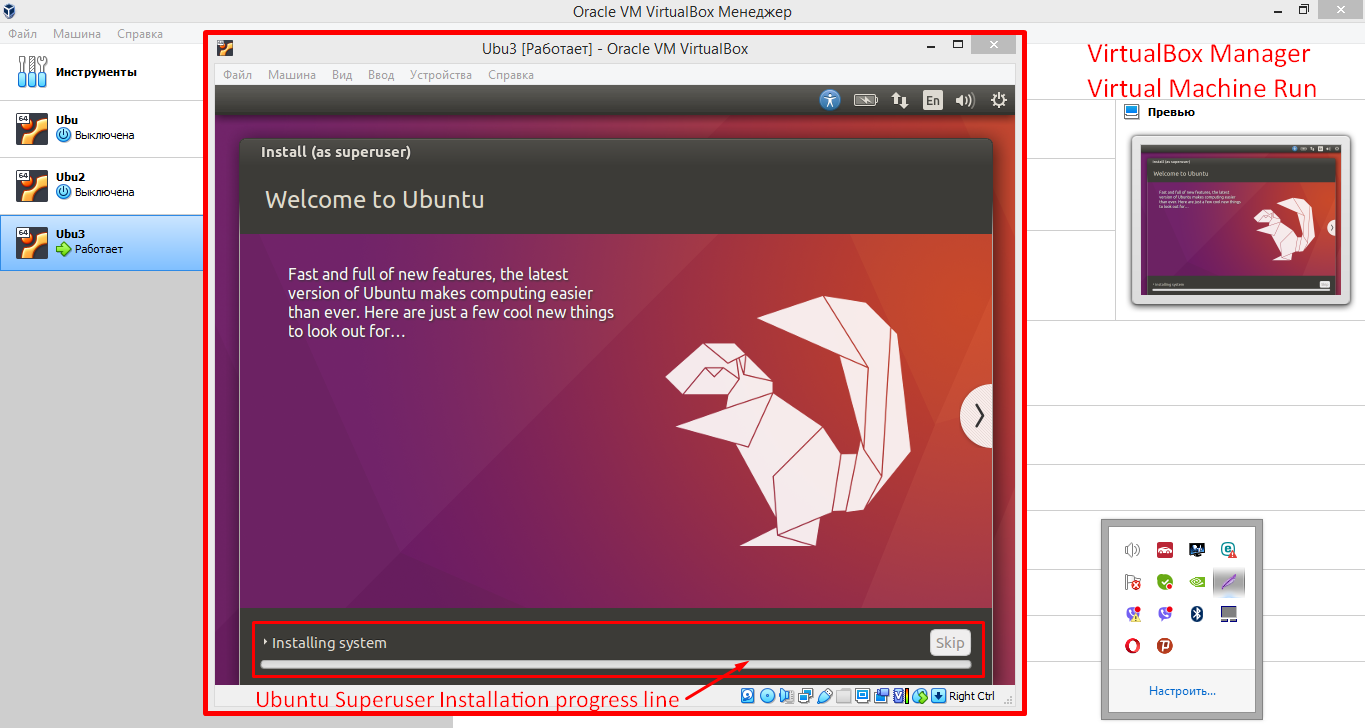 Oracle VM VirtualBox Менеджер
Файл Машина Справка
Инструменты
64
Ubu
Выключена
64
Ubu2
Выключена
64
Ubu3
Работает
Ubu3 [Работает] - Oracle VM VirtualBox
Файл Машина Вид Ввод Устройства Справка
En
Install (as superuser)
Welcome to Ubuntu
Fast and full of new features, the latest
version of Ubuntu makes computing easier
than ever. Here are just a few cool new things
to look out for…
Installing system
Skip
Ubuntu Superuser Installation progress line
Right Ctrl
VirtualBox Manager
Virtual Machine Run
Превью
Install (as superuser)
Welcome to Ubuntu
Fast and full of new features, the latest
version of Ubuntu makes computing easier
than ever. Here are just a few cool new things
to look out for…
Installing system
Skip
Настроить...